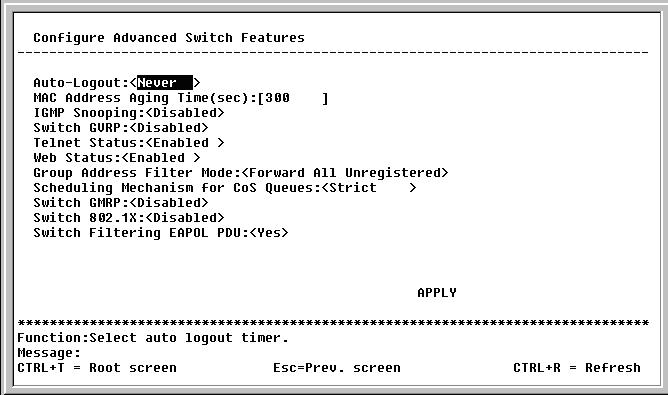 Configure Advanced Switch Features
--------------------------------------------------------------------------------
Auto-Logout:<Never  >
MAC Address Aging Time(sec):[300    ]
IGMP Snooping:<Disabled>
Switch GVRP:<Disabled>
Telnet Status:<Enabled >
Web Status:<Enabled >
Group Address Filter Mode:<Forward All Unregistered>
Scheduling Mechanism for CoS Queues:<Strict    >
Switch GMRP:<Disabled>
Switch 802.1X:<Disabled>
Switch Filtering EAPOL PDU:<Yes>
APPLY
*******************************************************************************
Function:Select auto logout timer.
Message:
CTRL+T = Root screen            Esc=Prev. screen              CTRL+R = Refresh